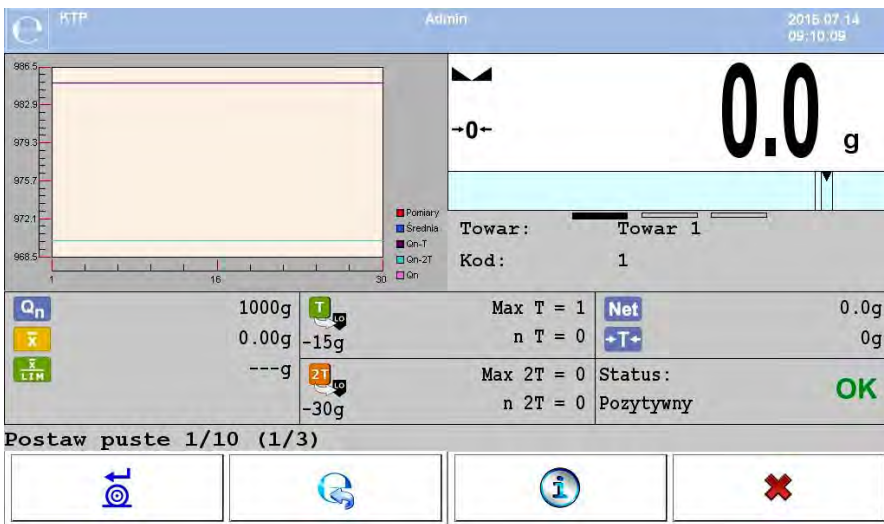 KTP
Admin
2015.07.14
09:10:09
986.5
982.9
979.3
975.7
972.1
968.5
1
16
30
Pomiary
Średnia
Qn-T
Qn-2T
Qn
→0←
0.0 g
Towar: Towar 1
Kod: 1
Qn 1000g
x̄ 0.00g
x̄ LIM ---g
T LO
-15g
Max T = 1
n T = 0
2T LO
-30g
Max 2T = 0
n 2T = 0
Net 0.0g
→T← 0g
Status:
Pozytywny
OK
Postaw puste 1/10 (1/3)